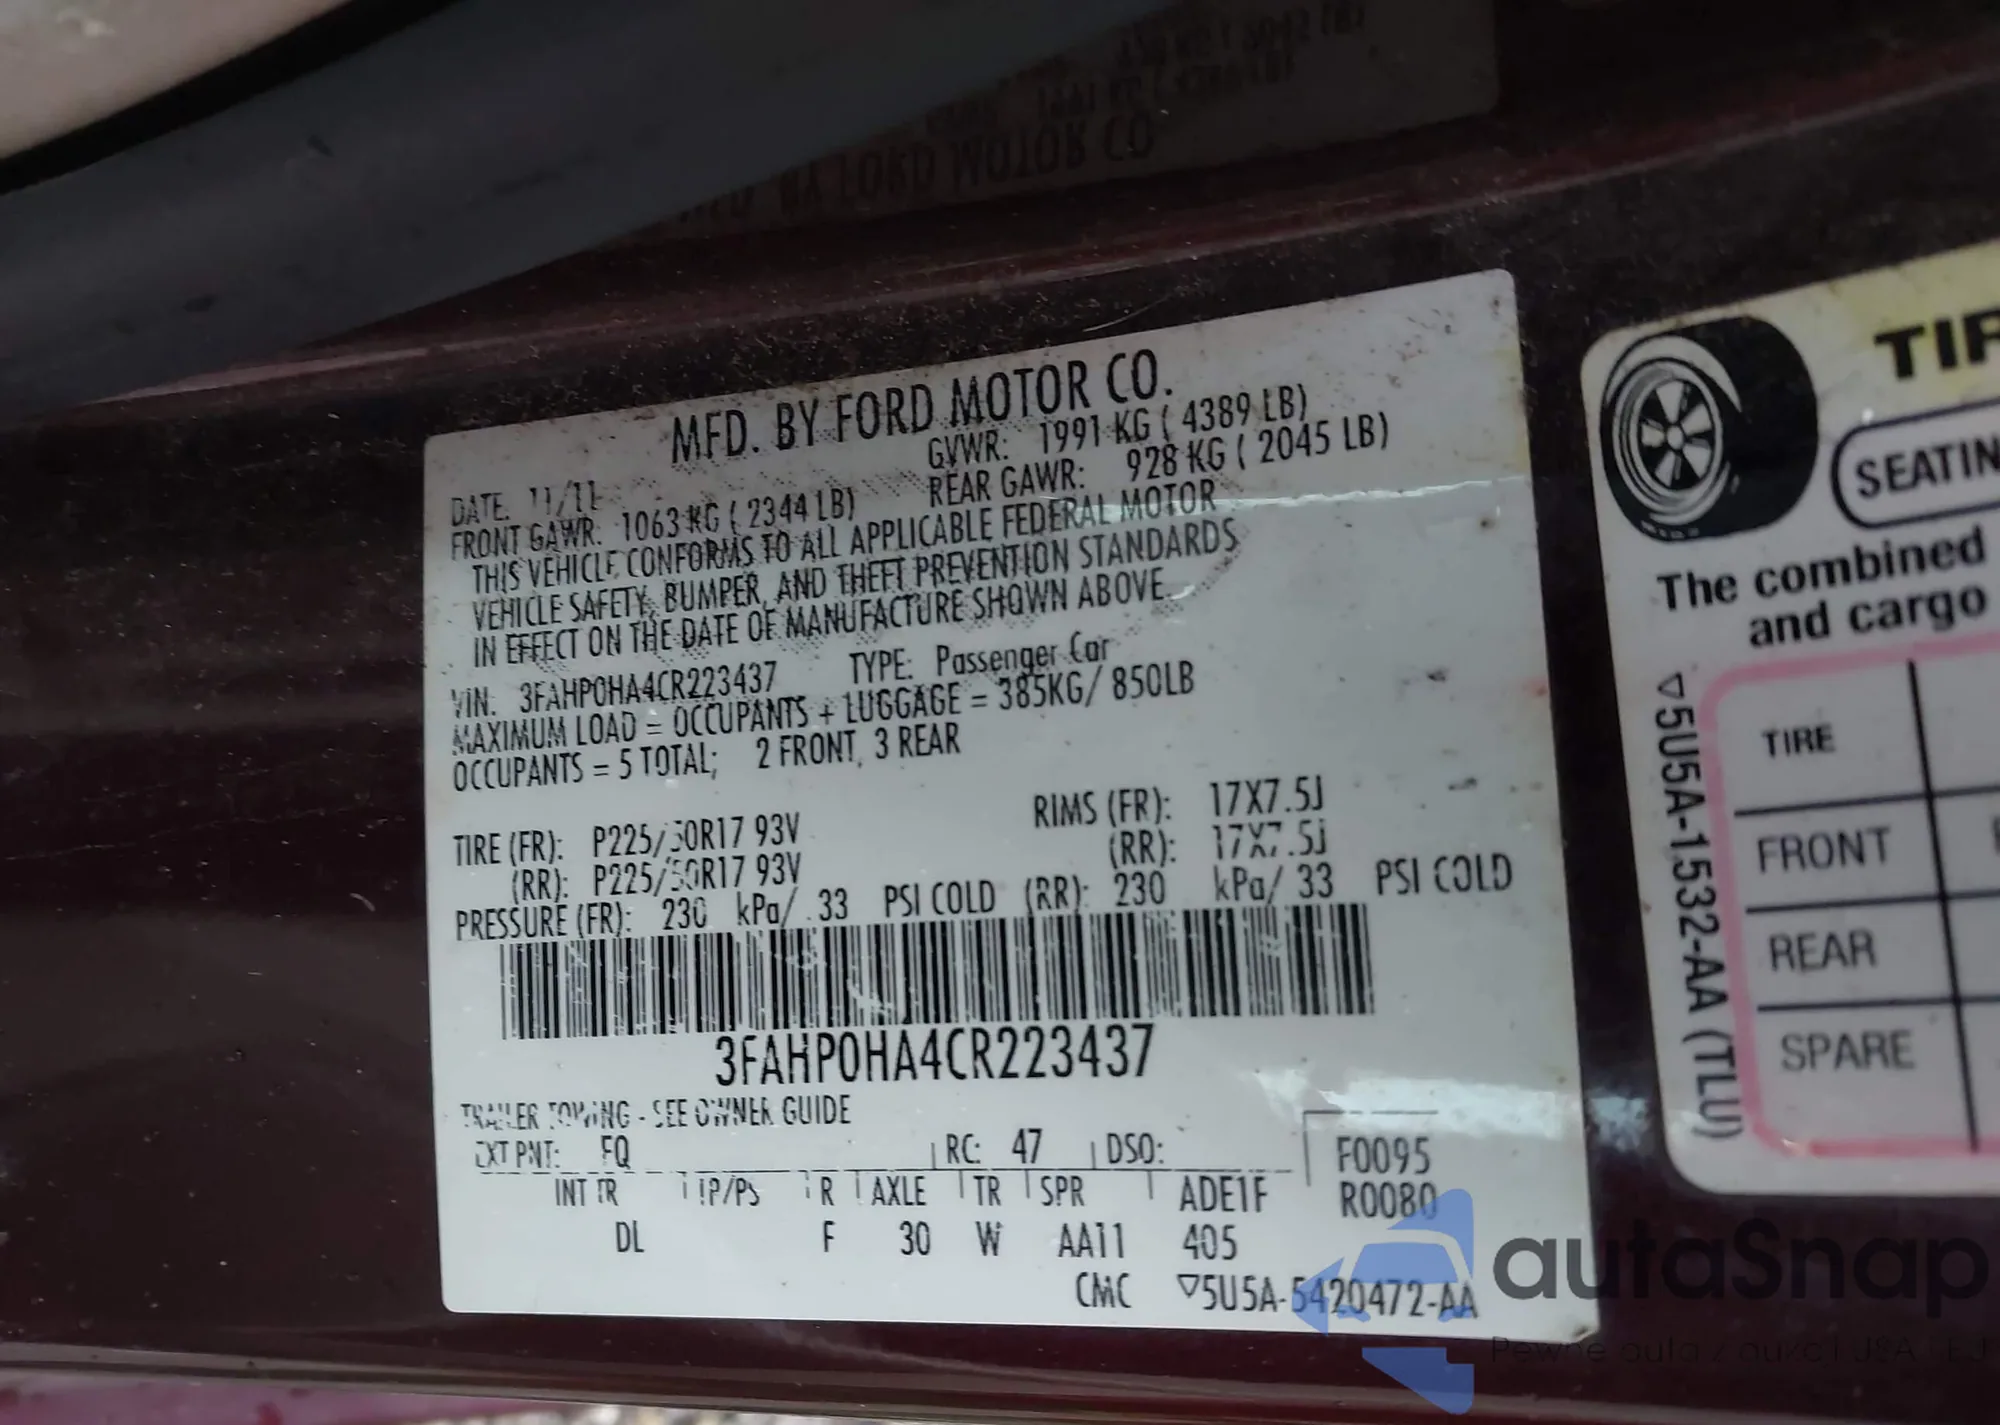 MFD. BY FORD MOTOR CO.
DATE. 11/11 GVWR: 1991 KG ( 4389 LB)
FRONT GAWR: 1063 KG ( 2344 LB) REAR GAWR: 928 KG ( 2045 LB)
THIS VEHICLE CONFORMS TO ALL APPLICABLE FEDERAL MOTOR
VEHICLE SAFETY, BUMPER, AND THEFT PREVENTION STANDARDS
IN EFFECT ON THE DATE OF MANUFACTURE SHOWN ABOVE.
VIN. 3FAHP0HA4CR223437 TYPE: Passenger Car
MAXIMUM LOAD = OCCUPANTS + LUGGAGE = 385KG/ 850LB
OCCUPANTS = 5 TOTAL; 2 FRONT, 3 REAR
TIRE (FR): P225/50R17 93V RIMS (FR): 17X7.5J
(RR): P225/50R17 93V (RR): 17X7.5J
PRESSURE (FR): 230 kPa/ 33 PSI COLD (RR): 230 kPa/ 33 PSI COLD
3FAHP0HA4CR223437
TRAILER TOWING - SEE OWNER GUIDE
EXT PNT: FQ RC: 47 DSO: F0095
INT TR TP/PS R AXLE TR SPR ADE1F R0080
DL F 30 W AA11 405
CMC ▽5U5A-5420472-AA
TIR
SEATIN
The combined
and cargo
▽5U5A-1532-AA (TLU)
TIRE
FRONT
REAR
SPARE
autaSnap
Pewne auta z aukcji USA i EU